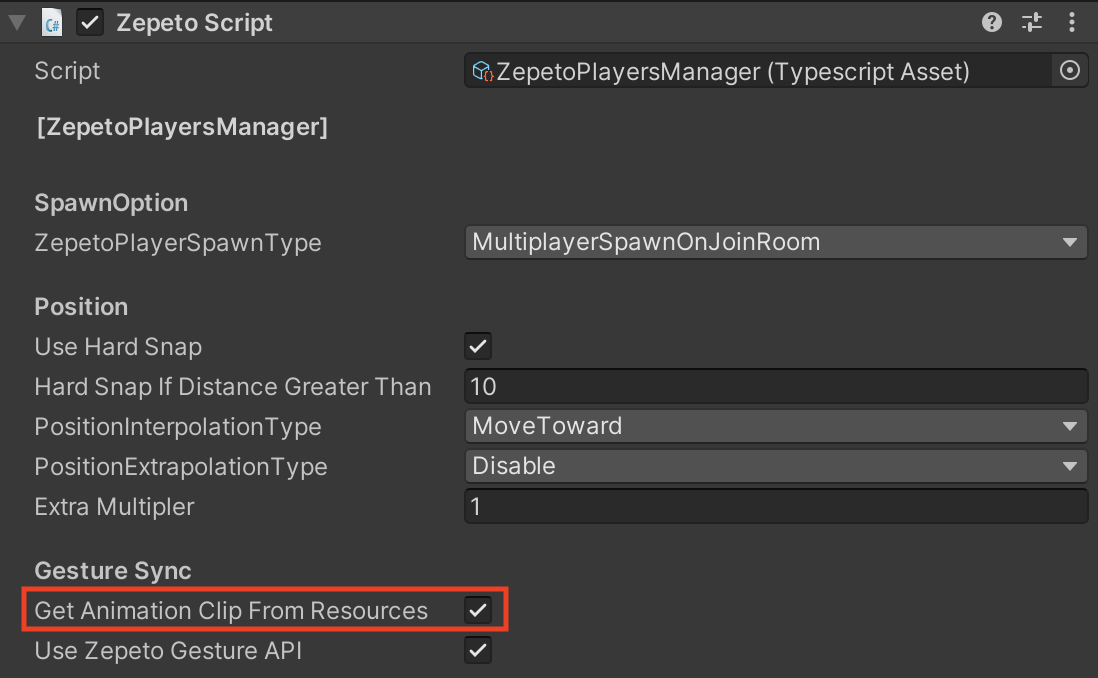 Zepeto Script
Script ZepetoPlayersManager (Typescript Asset)
[ZepetoPlayersManager]
SpawnOption
ZepetoPlayerSpawnType MultiplayerSpawnOnJoinRoom
Position
Use Hard Snap
Hard Snap If Distance Greater Than 10
PositionInterpolationType MoveToward
PositionExtrapolationType Disable
Extra Multipler 1
Gesture Sync
Get Animation Clip From Resources
Use Zepeto Gesture API